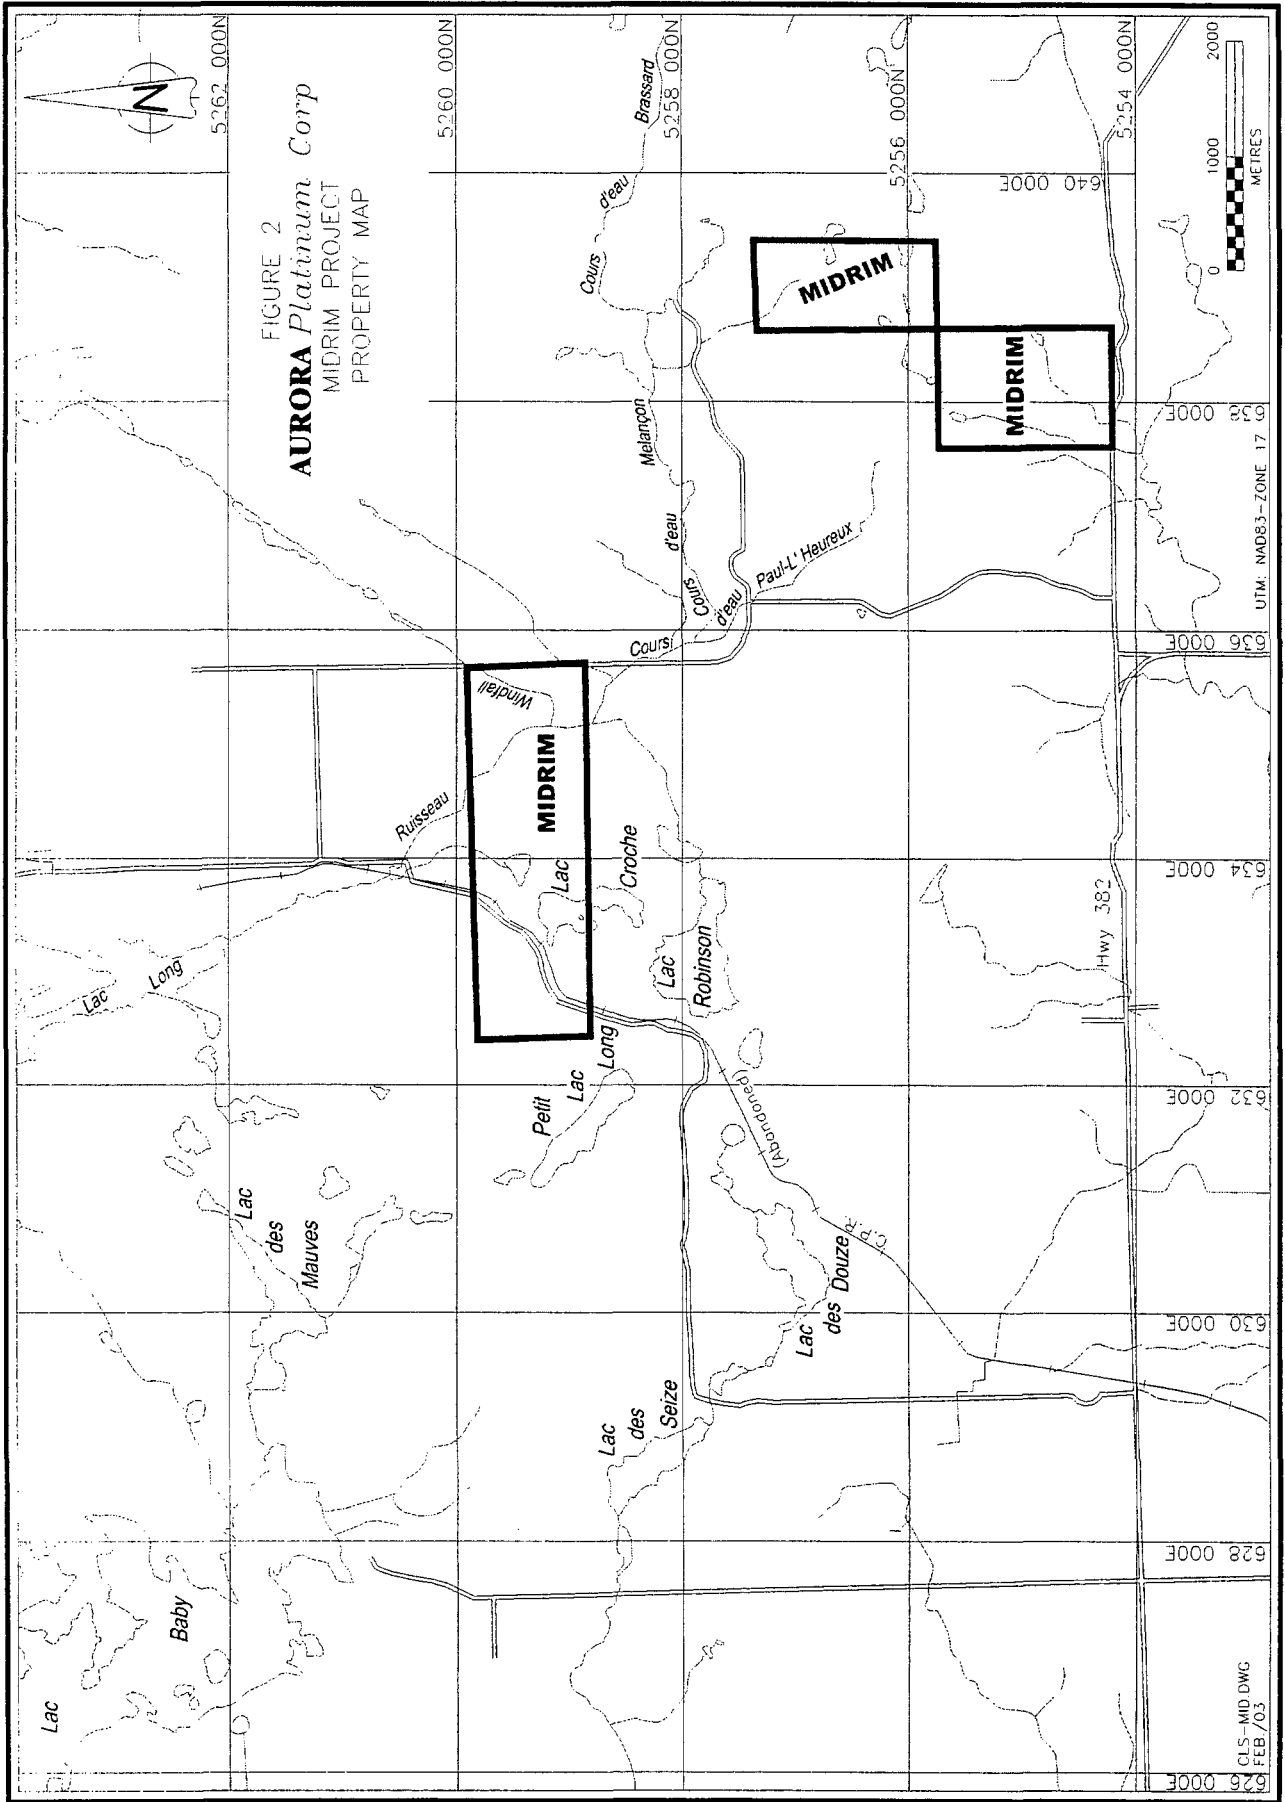 FIGURE 2
AURORA Platinum Corp
MIDRIM PROJECT
PROPERTY MAP
N
5262 000N
5260 000N
5258 000N
5256 000N
5254 000N
626 000E
628 000E
630 000E
632 000E
634 000E
636 000E
638 000E
640 000E
Lac
Baby
Lac
des
Mauves
Lac
Long
Ruisseau
Windfall
MIDRIM
Lac
Croche
Petit
Lac
Long
Lac
Robinson
Lac
des
Seize
Lac
des Douze
C.P.R.
(Abandoned)
Cours
d'eau
Paul-L'Heureux
Cours
d'eau
Melançon
Cours
d'eau
Brassard
MIDRIM
MIDRIM
Hwy 382
0
1000
2000
METRES
UTM: NAD83-ZONE 17
CLS-MID.DWG
FEB./03